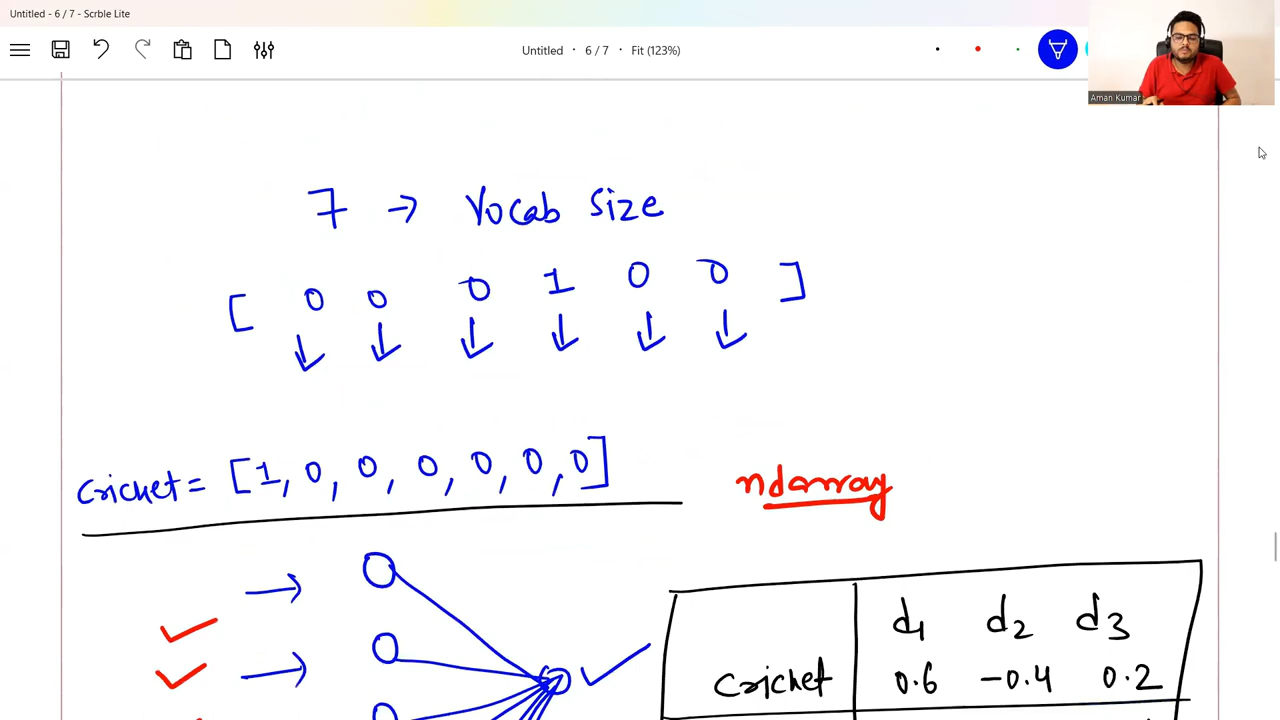 Untitled - 6 / 7 - Scrble Lite
Untitled • 6 / 7 • Fit (123%)
Aman Kumar
7 → Vocab Size
[ 0 0 0 1 0 0 ]
Cricket = [1, 0, 0, 0, 0, 0, 0]
ndarray
d1 d2 d3
Cricket 0.6 -0.4 0.2